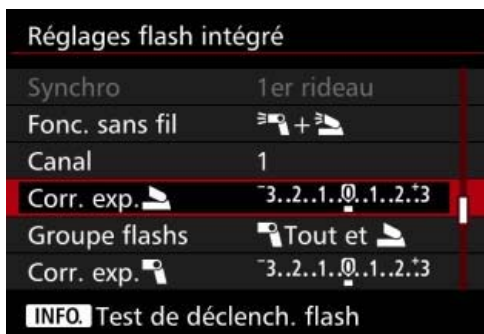 Réglages flash intégré
Synchro 1er rideau
Fonc. sans fil +
Canal 1
Corr. exp. -3..2..1..0..1..2..+3
Groupe flashs Tout et
Corr. exp. -3..2..1..0..1..2..+3
INFO. Test de déclench. flash